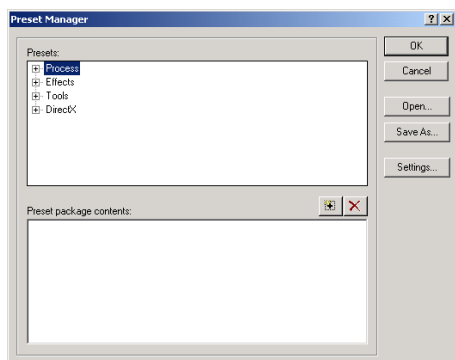 Preset Manager
Presets:
Process
Effects
Tools
DirectX
Preset package contents:
OK
Cancel
Open...
Save As...
Settings...